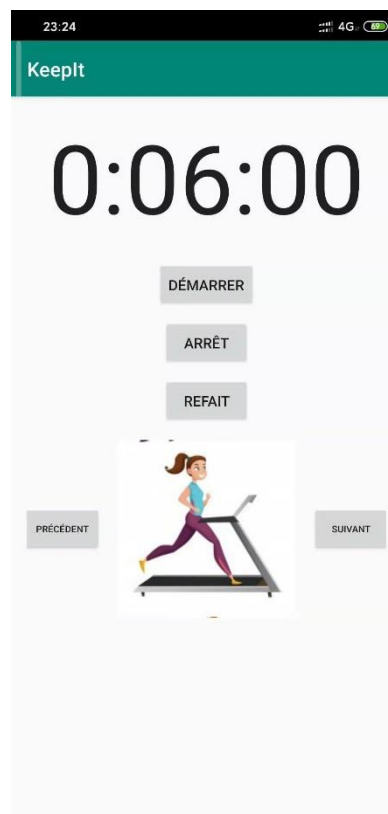 23:24 4G 69
KeepIt
0:06:00
DÉMARRER
ARRÊT
REFAIT
PRÉCÉDENT SUIVANT